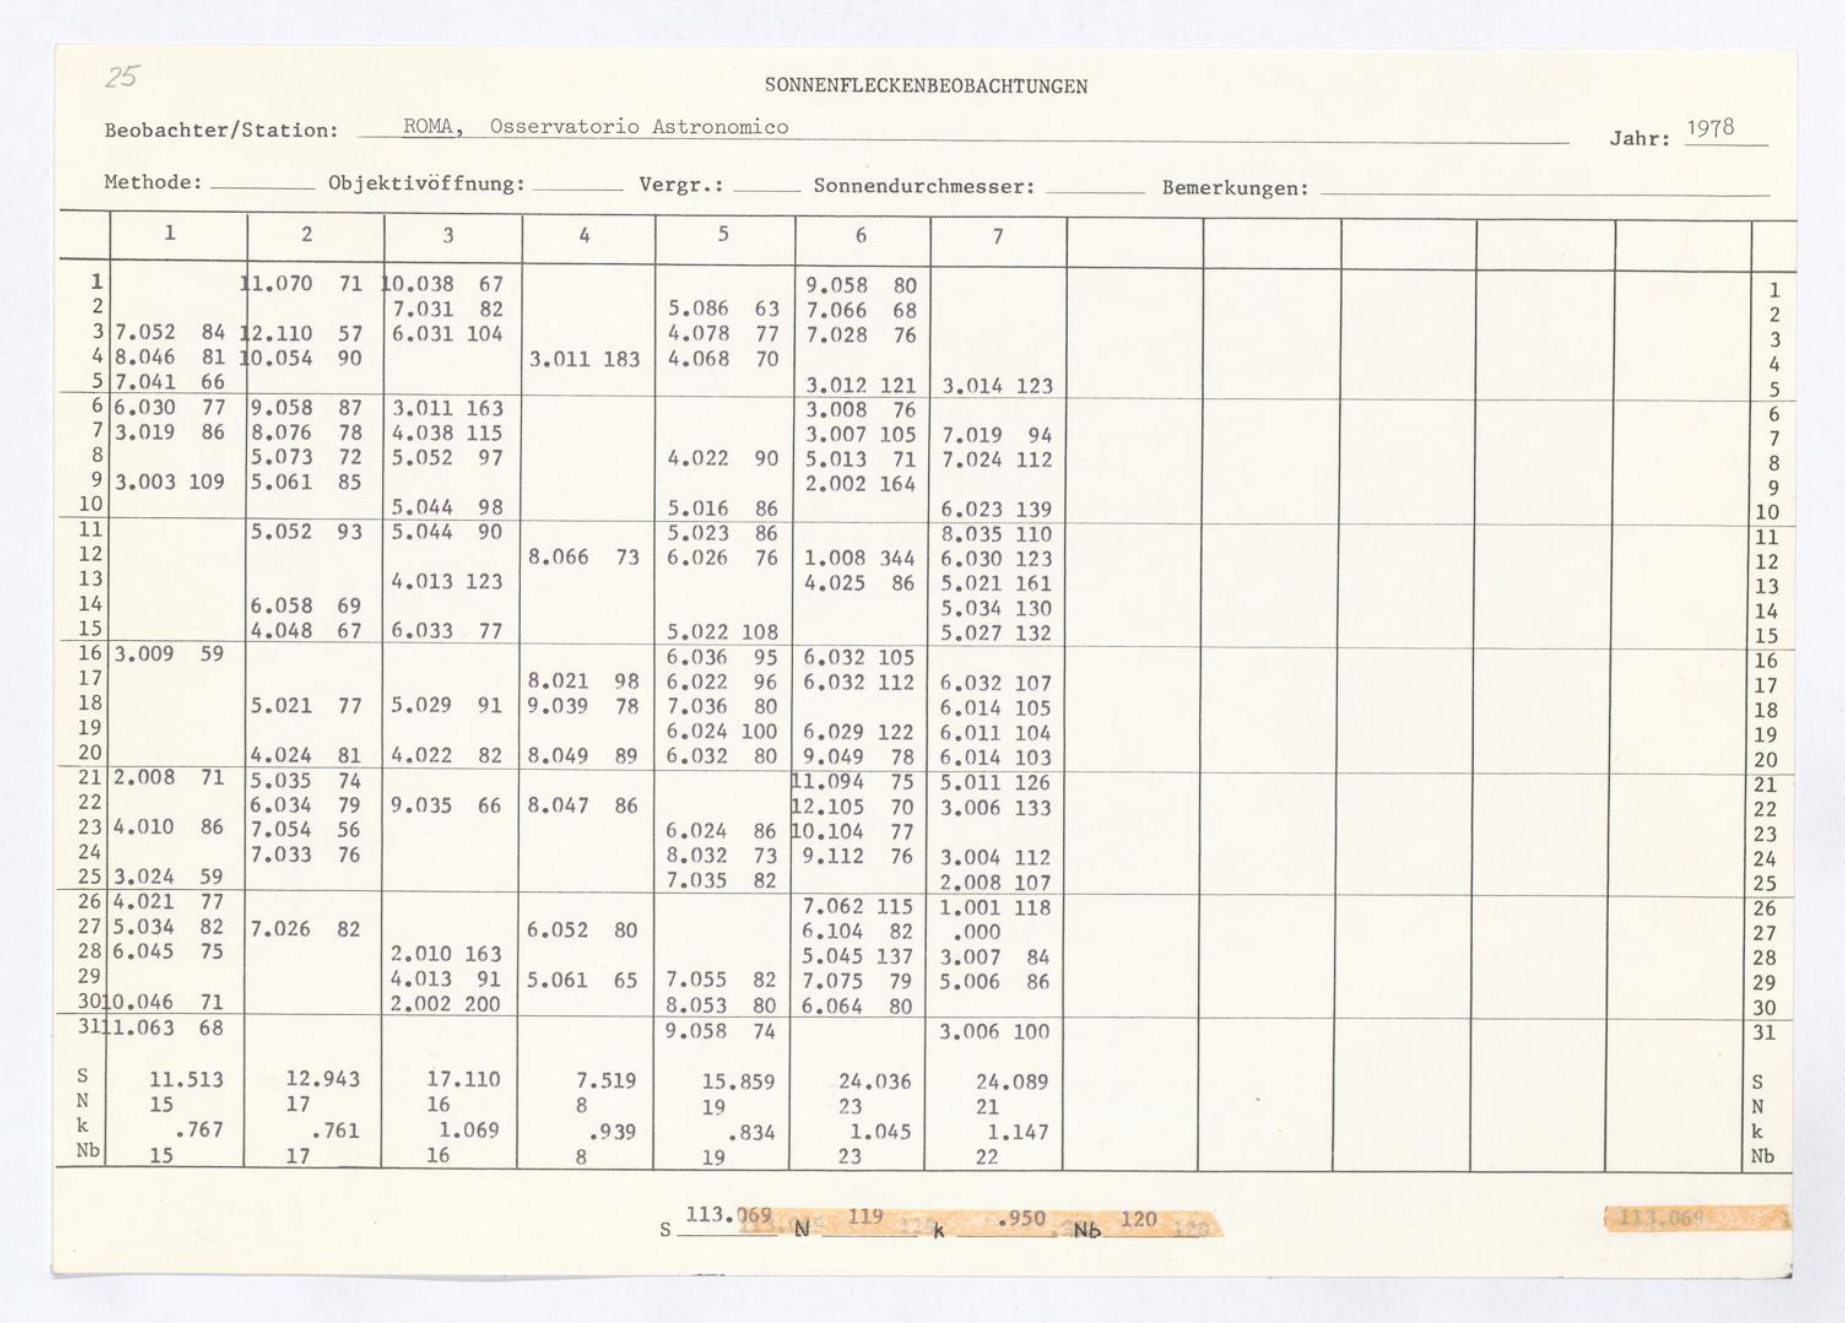 25
SONNENFLECKENBEOBACHTUNGEN
Beobachter/Station: ROMA, Osservatorio Astronomico Jahr: 1978
Methode: Objektivöffnung: Vergr.: Sonnendurchmesser: Bemerkungen:
1 2 3 4 5 6 7
1 11.070 71 10.038 67 9.058 80 1
2 7.031 82 5.086 63 7.066 68 2
3 7.052 84 12.110 57 6.031 104 4.078 77 7.028 76 3
4 8.046 81 10.054 90 3.011 183 4.068 70 4
5 7.041 66 3.012 121 3.014 123 5
6 6.030 77 9.058 87 3.011 163 3.008 76 6
7 3.019 86 8.076 78 4.038 115 3.007 105 7.019 94 7
8 5.073 72 5.052 97 4.022 90 5.013 71 7.024 112 8
9 3.003 109 5.061 85 2.002 164 9
10 5.044 98 5.016 86 6.023 139 10
11 5.052 93 5.044 90 5.023 86 8.035 110 11
12 8.066 73 6.026 76 1.008 344 6.030 123 12
13 4.013 123 4.025 86 5.021 161 13
14 6.058 69 5.034 130 14
15 4.048 67 6.033 77 5.022 108 5.027 132 15
16 3.009 59 6.036 95 6.032 105 16
17 8.021 98 6.022 96 6.032 112 6.032 107 17
18 5.021 77 5.029 91 9.039 78 7.036 80 6.014 105 18
19 6.024 100 6.029 122 6.011 104 19
20 4.024 81 4.022 82 8.049 89 6.032 80 9.049 78 6.014 103 20
21 2.008 71 5.035 74 11.094 75 5.011 126 21
22 6.034 79 9.035 66 8.047 86 12.105 70 3.006 133 22
23 4.010 86 7.054 56 6.024 86 10.104 77 23
24 7.033 76 8.032 73 9.112 76 3.004 112 24
25 3.024 59 7.035 82 2.008 107 25
26 4.021 77 7.062 115 1.001 118 26
27 5.034 82 7.026 82 6.052 80 6.104 82 .000 27
28 6.045 75 2.010 163 5.045 137 3.007 84 28
29 4.013 91 5.061 65 7.055 82 7.075 79 5.006 86 29
30 10.046 71 2.002 200 8.053 80 6.064 80 30
31 11.063 68 9.058 74 3.006 100 31
S 11.513 12.943 17.110 7.519 15.859 24.036 24.089 S
N 15 17 16 8 19 23 21 N
k .767 .761 1.069 .939 .834 1.045 1.147 k
Nb 15 17 16 8 19 23 22 Nb
S 113.069 N 119 k .950 Nb 120 113.069